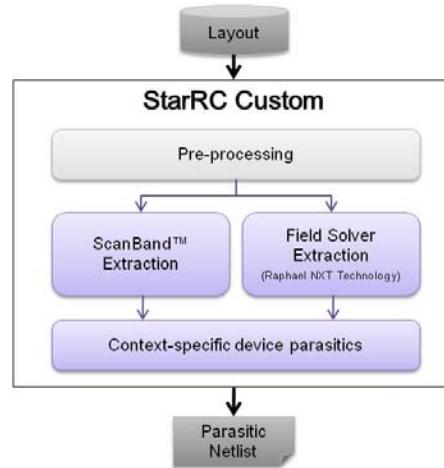 Layout
StarRC Custom
Pre-processing
ScanBand™
Extraction
Field Solver
Extraction
(Raphael NXT Technology)
Context-specific device parasitics
Parasitic
Netlist